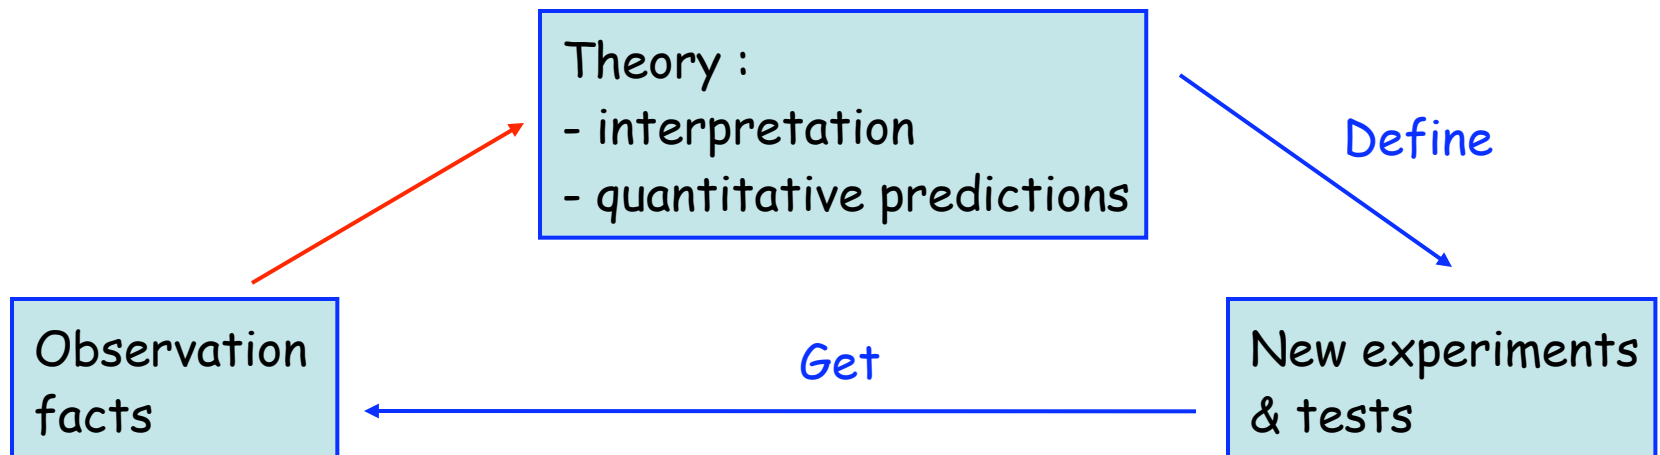 Theory :
- interpretation
- quantitative predictions
Define
Observation
facts
Get
New experiments
& tests